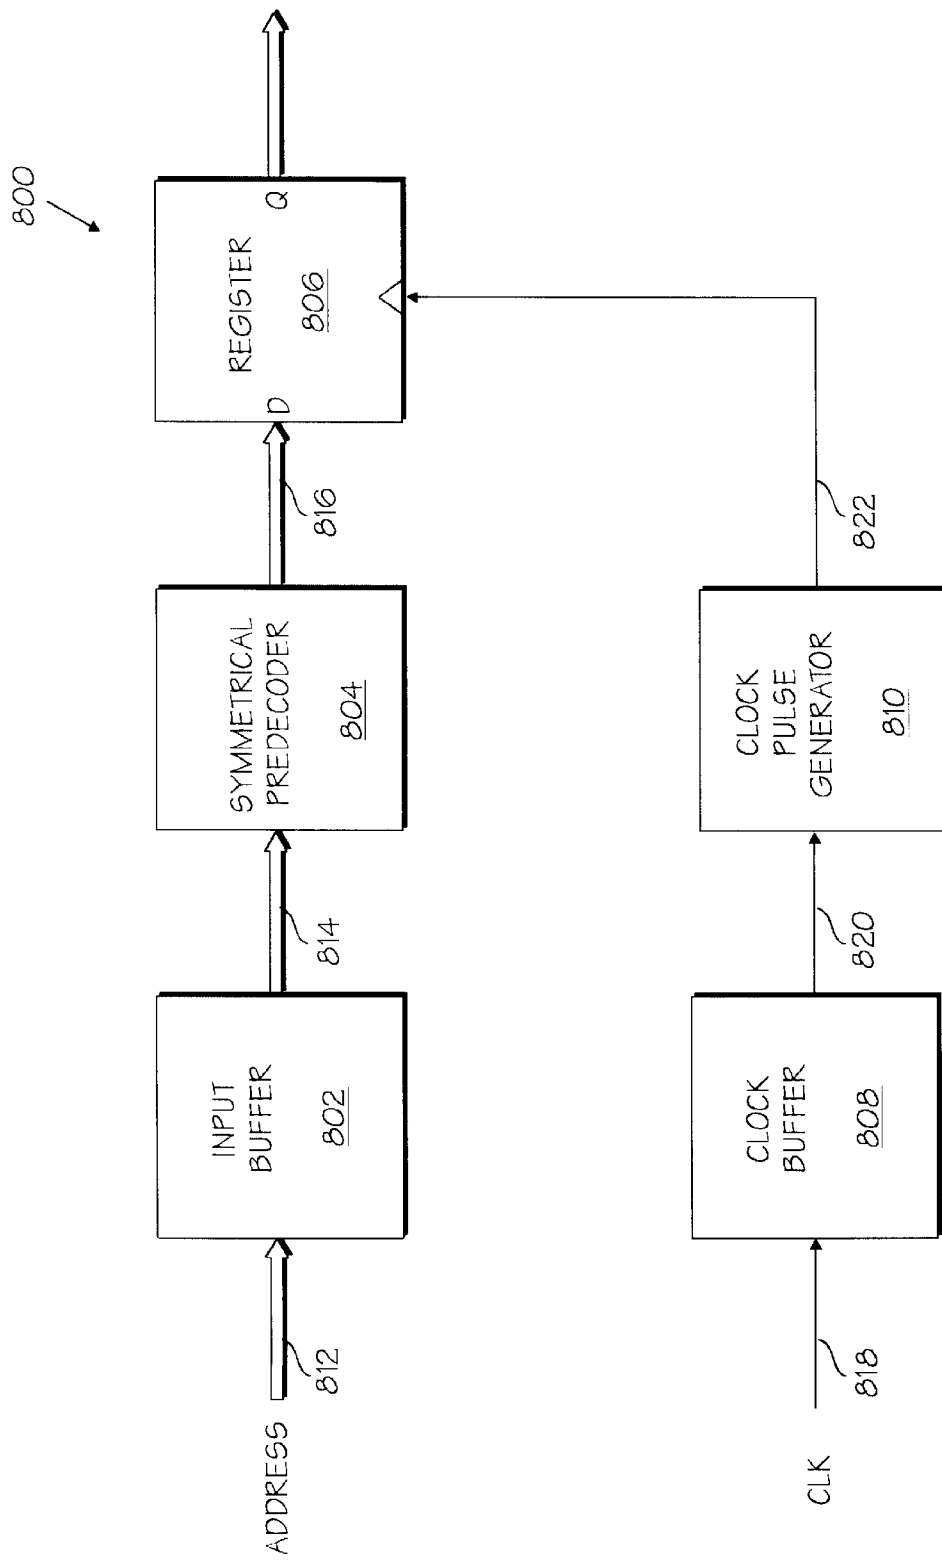 800
ADDRESS
812
INPUT
BUFFER
802
814
SYMMETRICAL
PREDECODER
804
816
D
REGISTER
806
Q
CLK
818
CLOCK
BUFFER
808
820
CLOCK
PULSE
GENERATOR
810
822